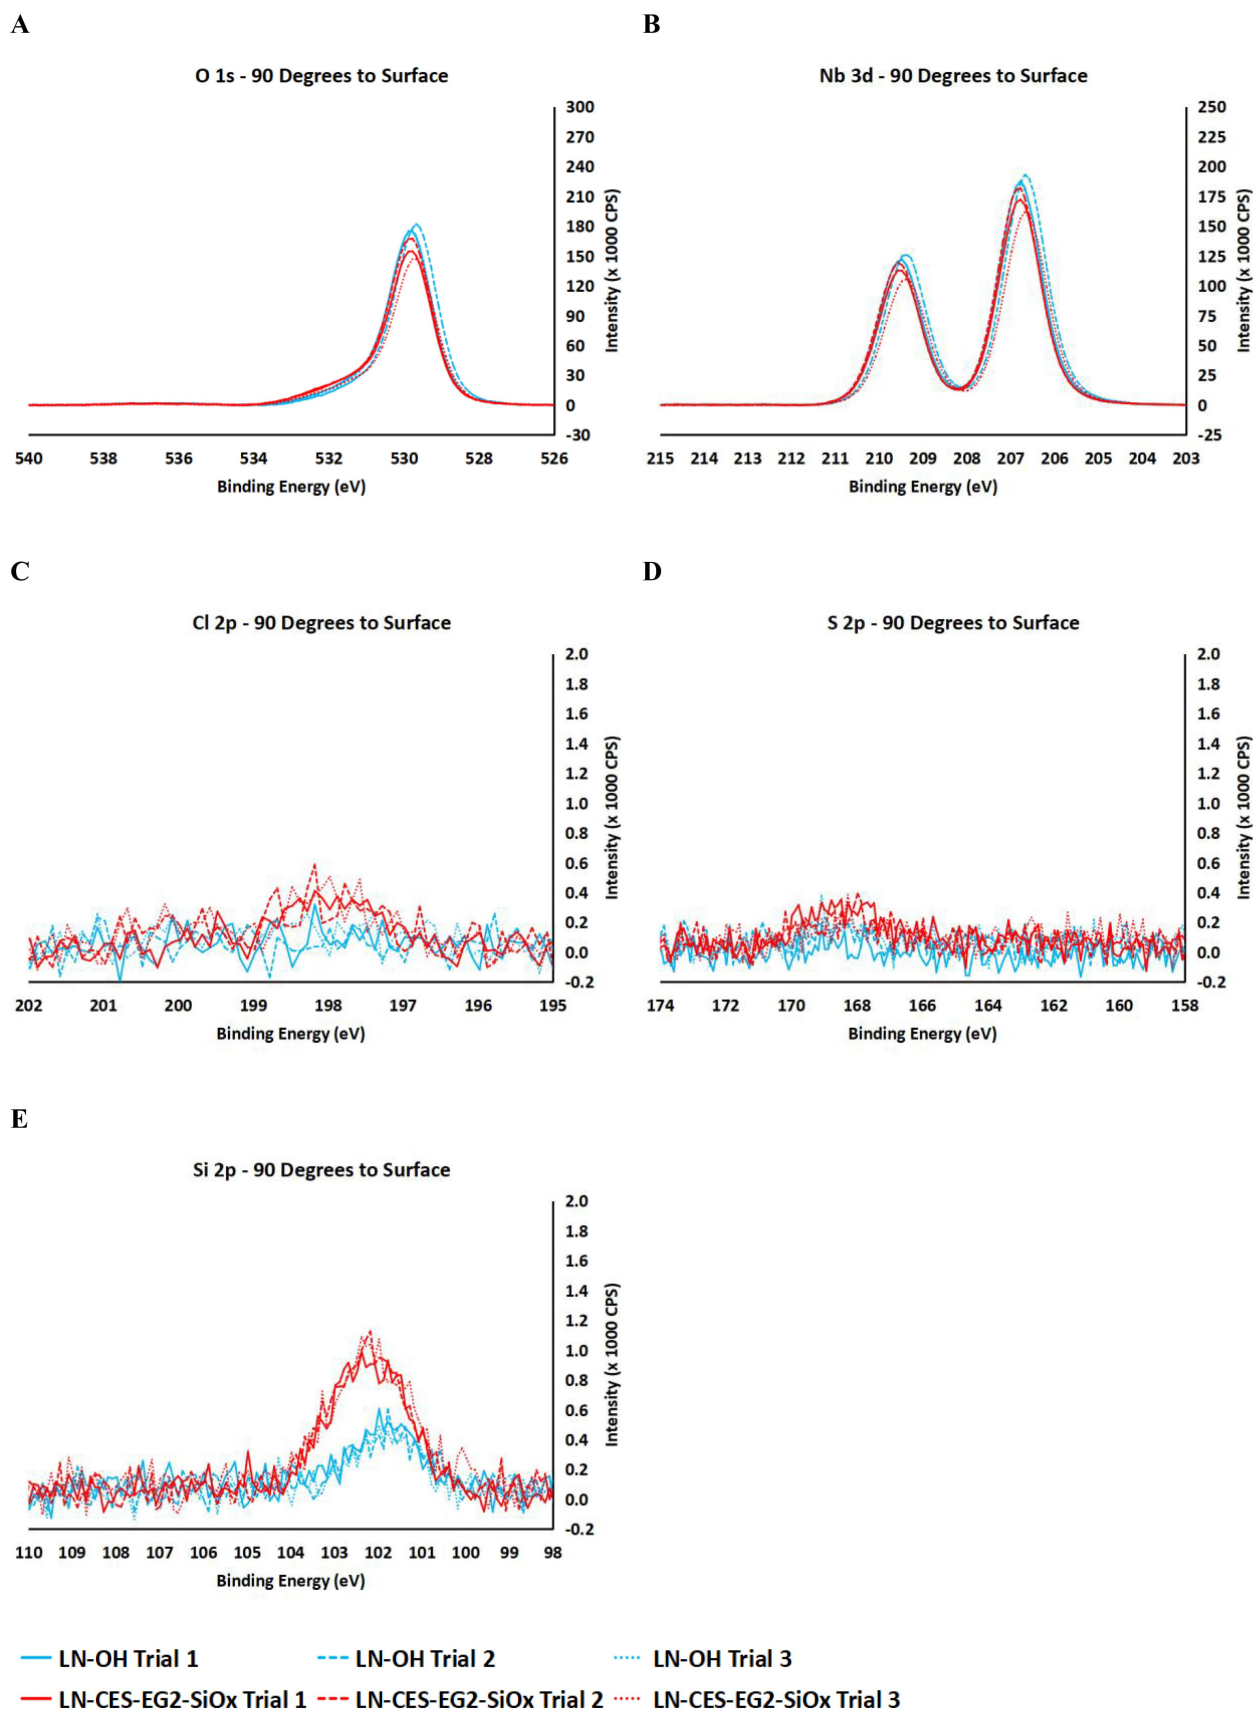 A
O 1s - 90 Degrees to Surface
300
270
240
210
180
150
120
90
60
30
0
-30
Intensity (x 1000 CPS)
540 538 536 534 532 530 528 526
Binding Energy (eV)
B
Nb 3d - 90 Degrees to Surface
250
225
200
175
150
125
100
75
50
25
0
-25
Intensity (x 1000 CPS)
215 214 213 212 211 210 209 208 207 206 205 204 203
Binding Energy (eV)
C
Cl 2p - 90 Degrees to Surface
2.0
1.8
1.6
1.4
1.2
1.0
0.8
0.6
0.4
0.2
0.0
-0.2
Intensity (x 1000 CPS)
202 201 200 199 198 197 196 195
Binding Energy (eV)
D
S 2p - 90 Degrees to Surface
2.0
1.8
1.6
1.4
1.2
1.0
0.8
0.6
0.4
0.2
0.0
-0.2
Intensity (x 1000 CPS)
174 172 170 168 166 164 162 160 158
Binding Energy (eV)
E
Si 2p - 90 Degrees to Surface
2.0
1.8
1.6
1.4
1.2
1.0
0.8
0.6
0.4
0.2
0.0
-0.2
Intensity (x 1000 CPS)
110 109 108 107 106 105 104 103 102 101 100 99 98
Binding Energy (eV)
LN-OH Trial 1 LN-OH Trial 2 LN-OH Trial 3
LN-CES-EG2-SiOx Trial 1 LN-CES-EG2-SiOx Trial 2 LN-CES-EG2-SiOx Trial 3